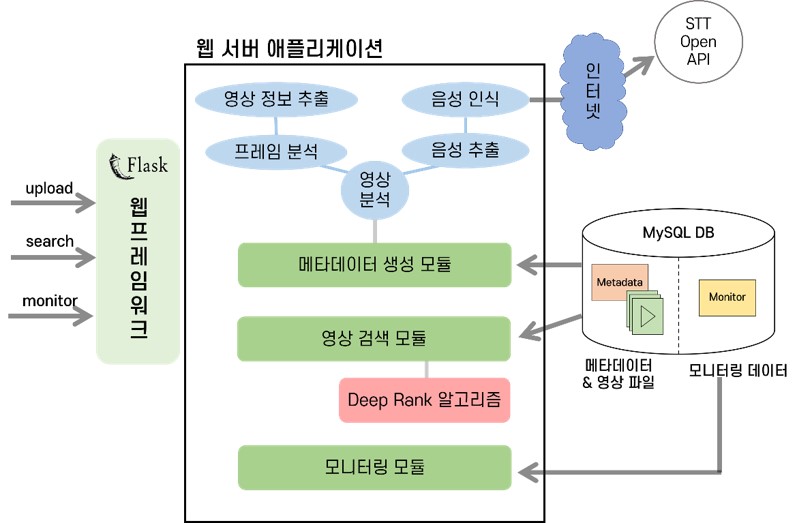 STT
Open
API
웹 서버 애플리케이션
영상 정보 추출
음성 인식
인
터
넷
프레임 분석
음성 추출
영상
분석
Flask
웹
프
레
임
워
크
upload
search
monitor
메타데이터 생성 모듈
영상 검색 모듈
Deep Rank 알고리즘
모니터링 모듈
MySQL DB
Metadata
Monitor
메타데이터
& 영상 파일
모니터링 데이터